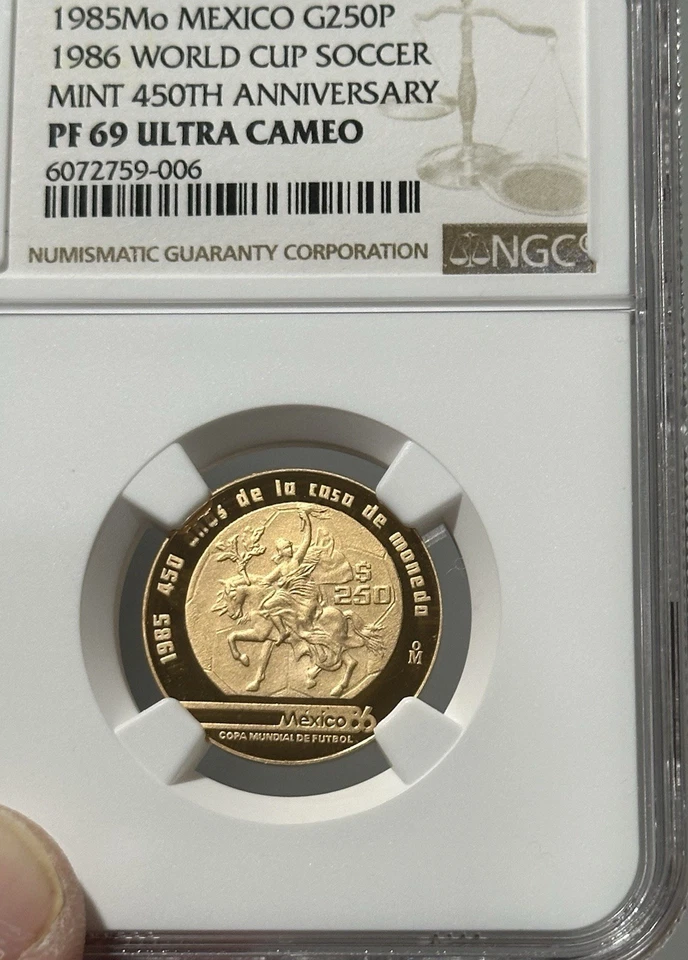 1985Mo MEXICO G250P
1986 WORLD CUP SOCCER
MINT 450TH ANNIVERSARY
PF 69 ULTRA CAMEO
6072759-006
NUMISMATIC GUARANTY CORPORATION
NGC
1985 450 años de la casa de moneda
$
250
oM
México 86
COPA MUNDIAL DE FUTBOL